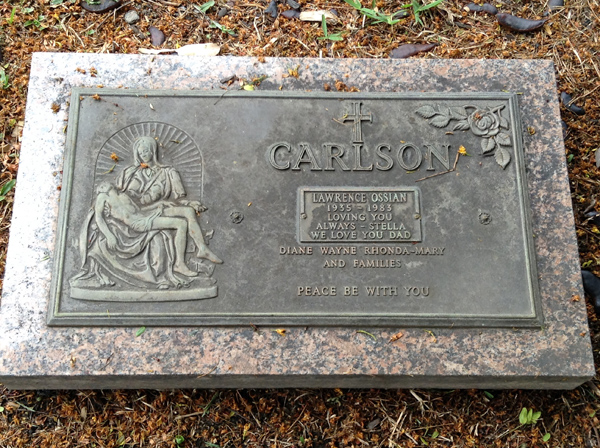 CARLSON
LAWRENCE OSSIAN
1935 - 1983
LOVING YOU
ALWAYS - STELLA
WE LOVE YOU DAD
DIANE WAYNE RHONDA-MARY
AND FAMILIES
PEACE BE WITH YOU